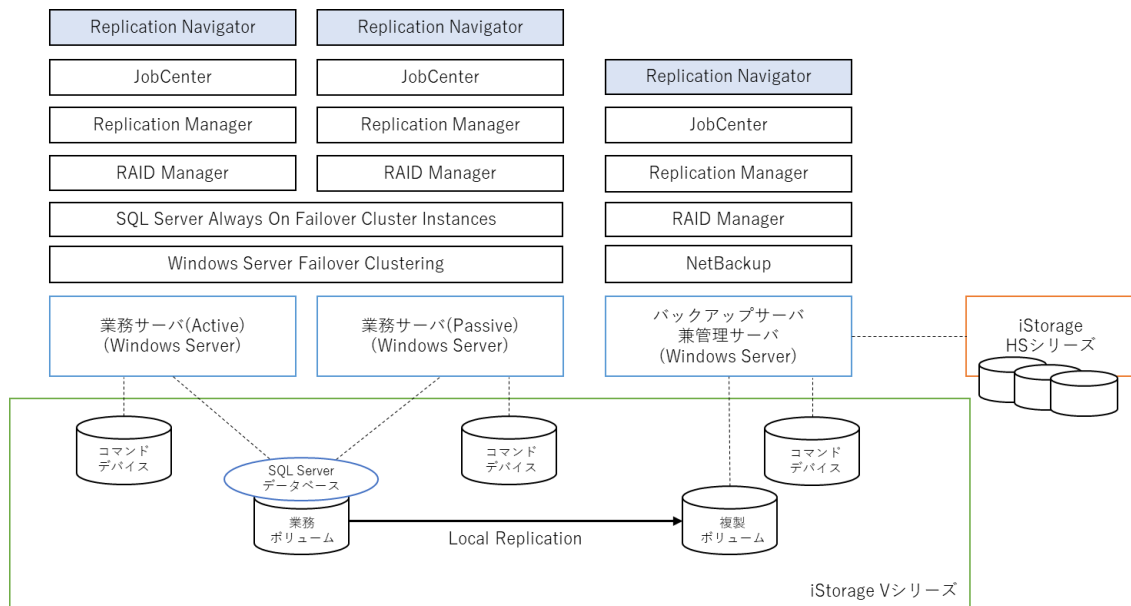 Replication Navigator
Replication Navigator
JobCenter
JobCenter
Replication Navigator
Replication Manager
Replication Manager
JobCenter
RAID Manager
RAID Manager
Replication Manager
SQL Server Always On Failover Cluster Instances
RAID Manager
Windows Server Failover Clustering
NetBackup
業務サーバ(Active)
(Windows Server)
業務サーバ(Passive)
(Windows Server)
バックアップサーバ
兼管理サーバ
(Windows Server)
iStorage
HSシリーズ
コマンド
デバイス
コマンド
デバイス
コマンド
デバイス
SQL Server
データベース
業務
ボリューム
Local Replication
複製
ボリューム
iStorage Vシリーズ